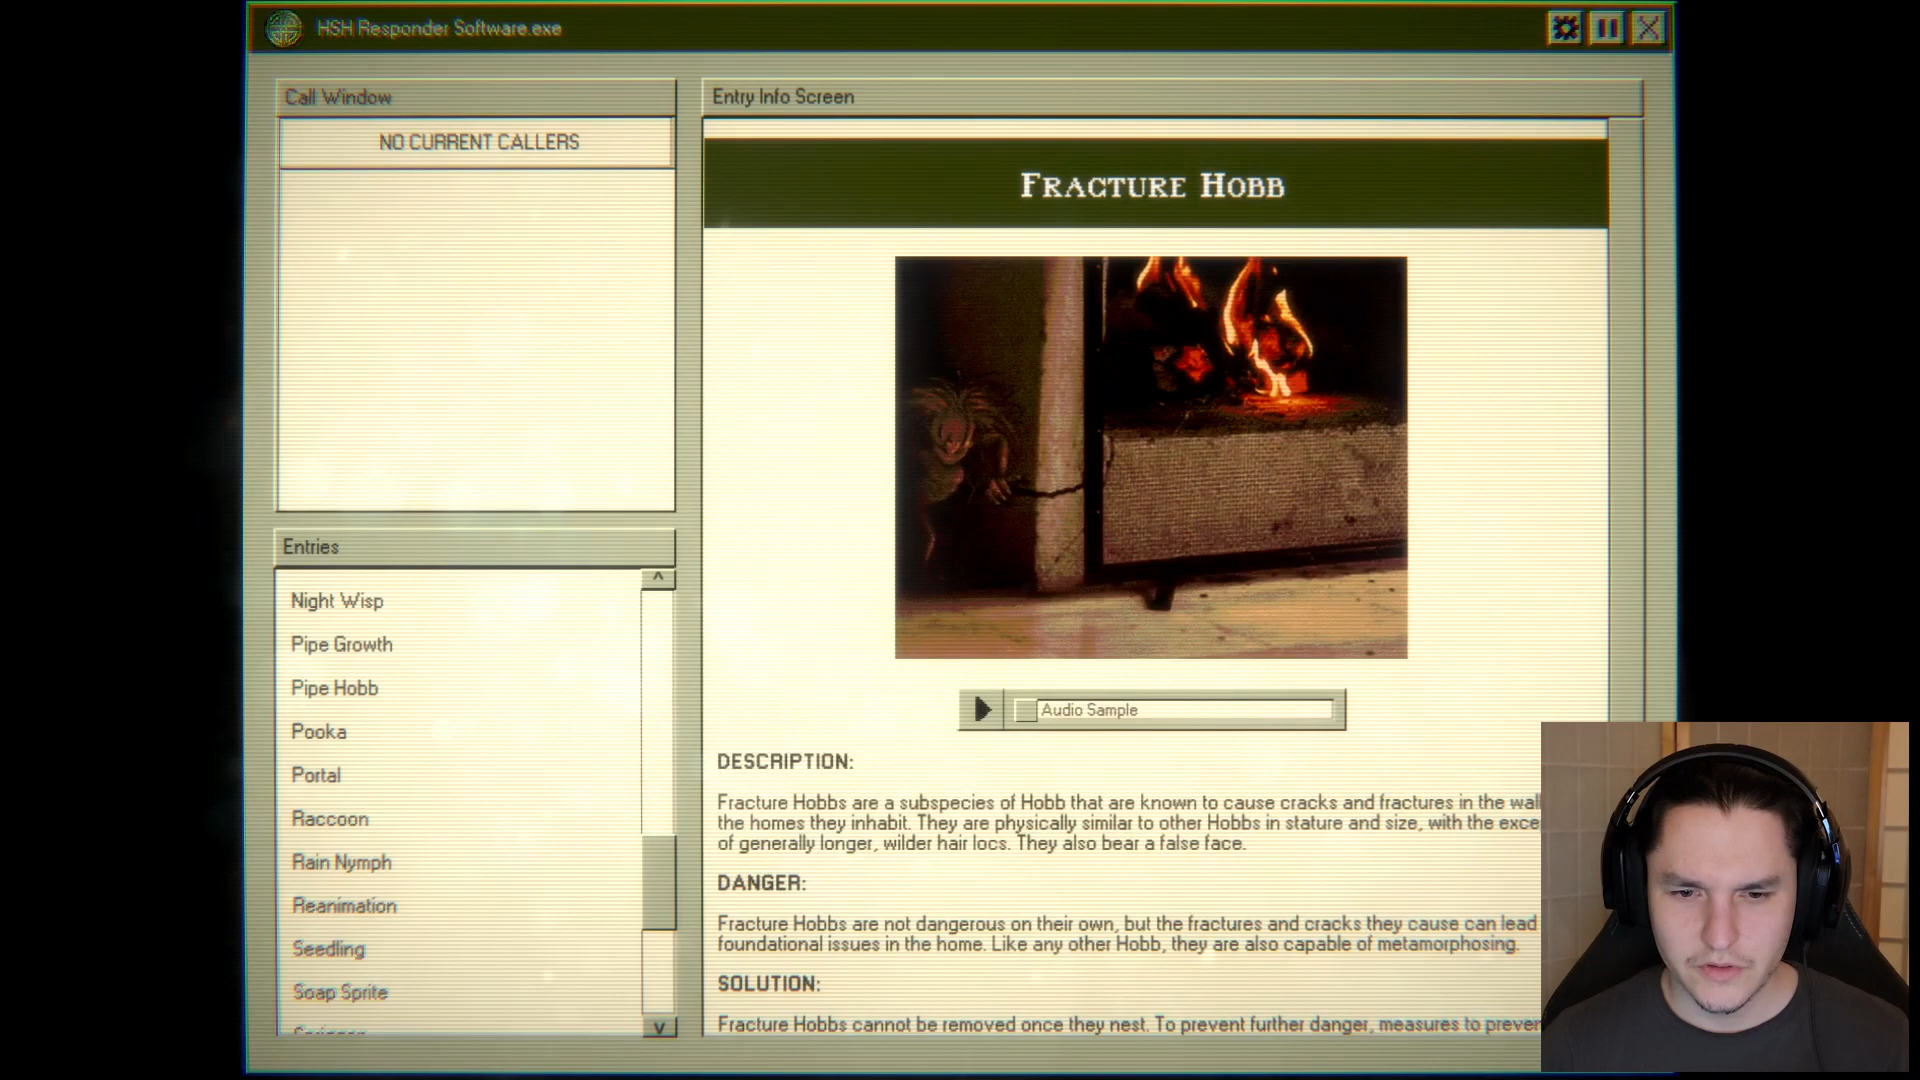 HSH Responder Software.exe
Call Window
NO CURRENT CALLERS
Entries
Night Wisp
Pipe Growth
Pipe Hobb
Pooka
Portal
Raccoon
Rain Nymph
Reanimation
Seedling
Soap Sprite
Entry Info Screen
FRACTURE HOBB
Audio Sample
DESCRIPTION:
Fracture Hobbs are a subspecies of Hobb that are known to cause cracks and fractures in the wall
the homes they inhabit. They are physically similar to other Hobbs in stature and size, with the exce
of generally longer, wilder hair locs. They also bear a false face.
DANGER:
Fracture Hobbs are not dangerous on their own, but the fractures and cracks they cause can lead
foundational issues in the home. Like any other Hobb, they are also capable of metamorphosing.
SOLUTION:
Fracture Hobbs cannot be removed once they nest. To prevent further danger, measures to preven